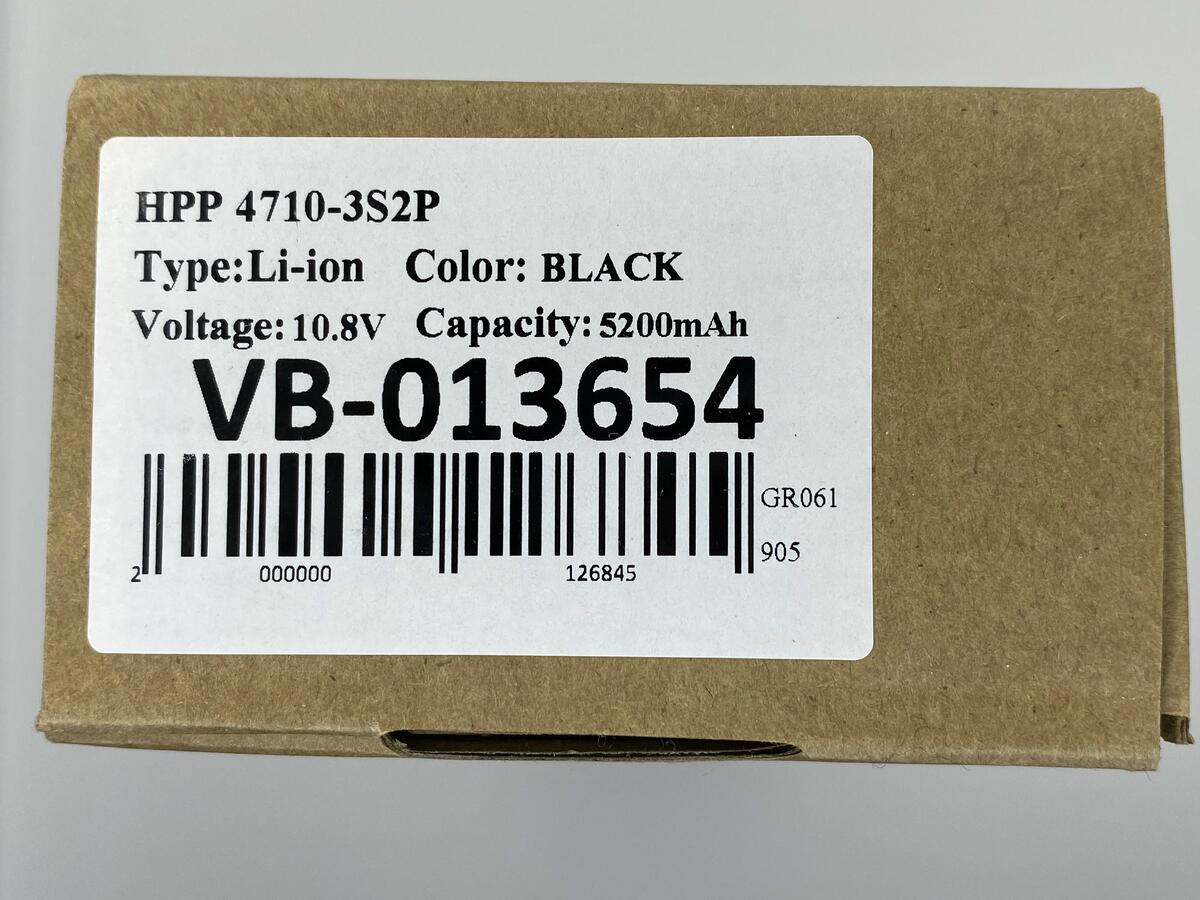 HPP 4710-3S2P
Type:Li-ion Color: BLACK
Voltage: 10.8V Capacity: 5200mAh
VB-013654
GR061
905
2 000000 126845